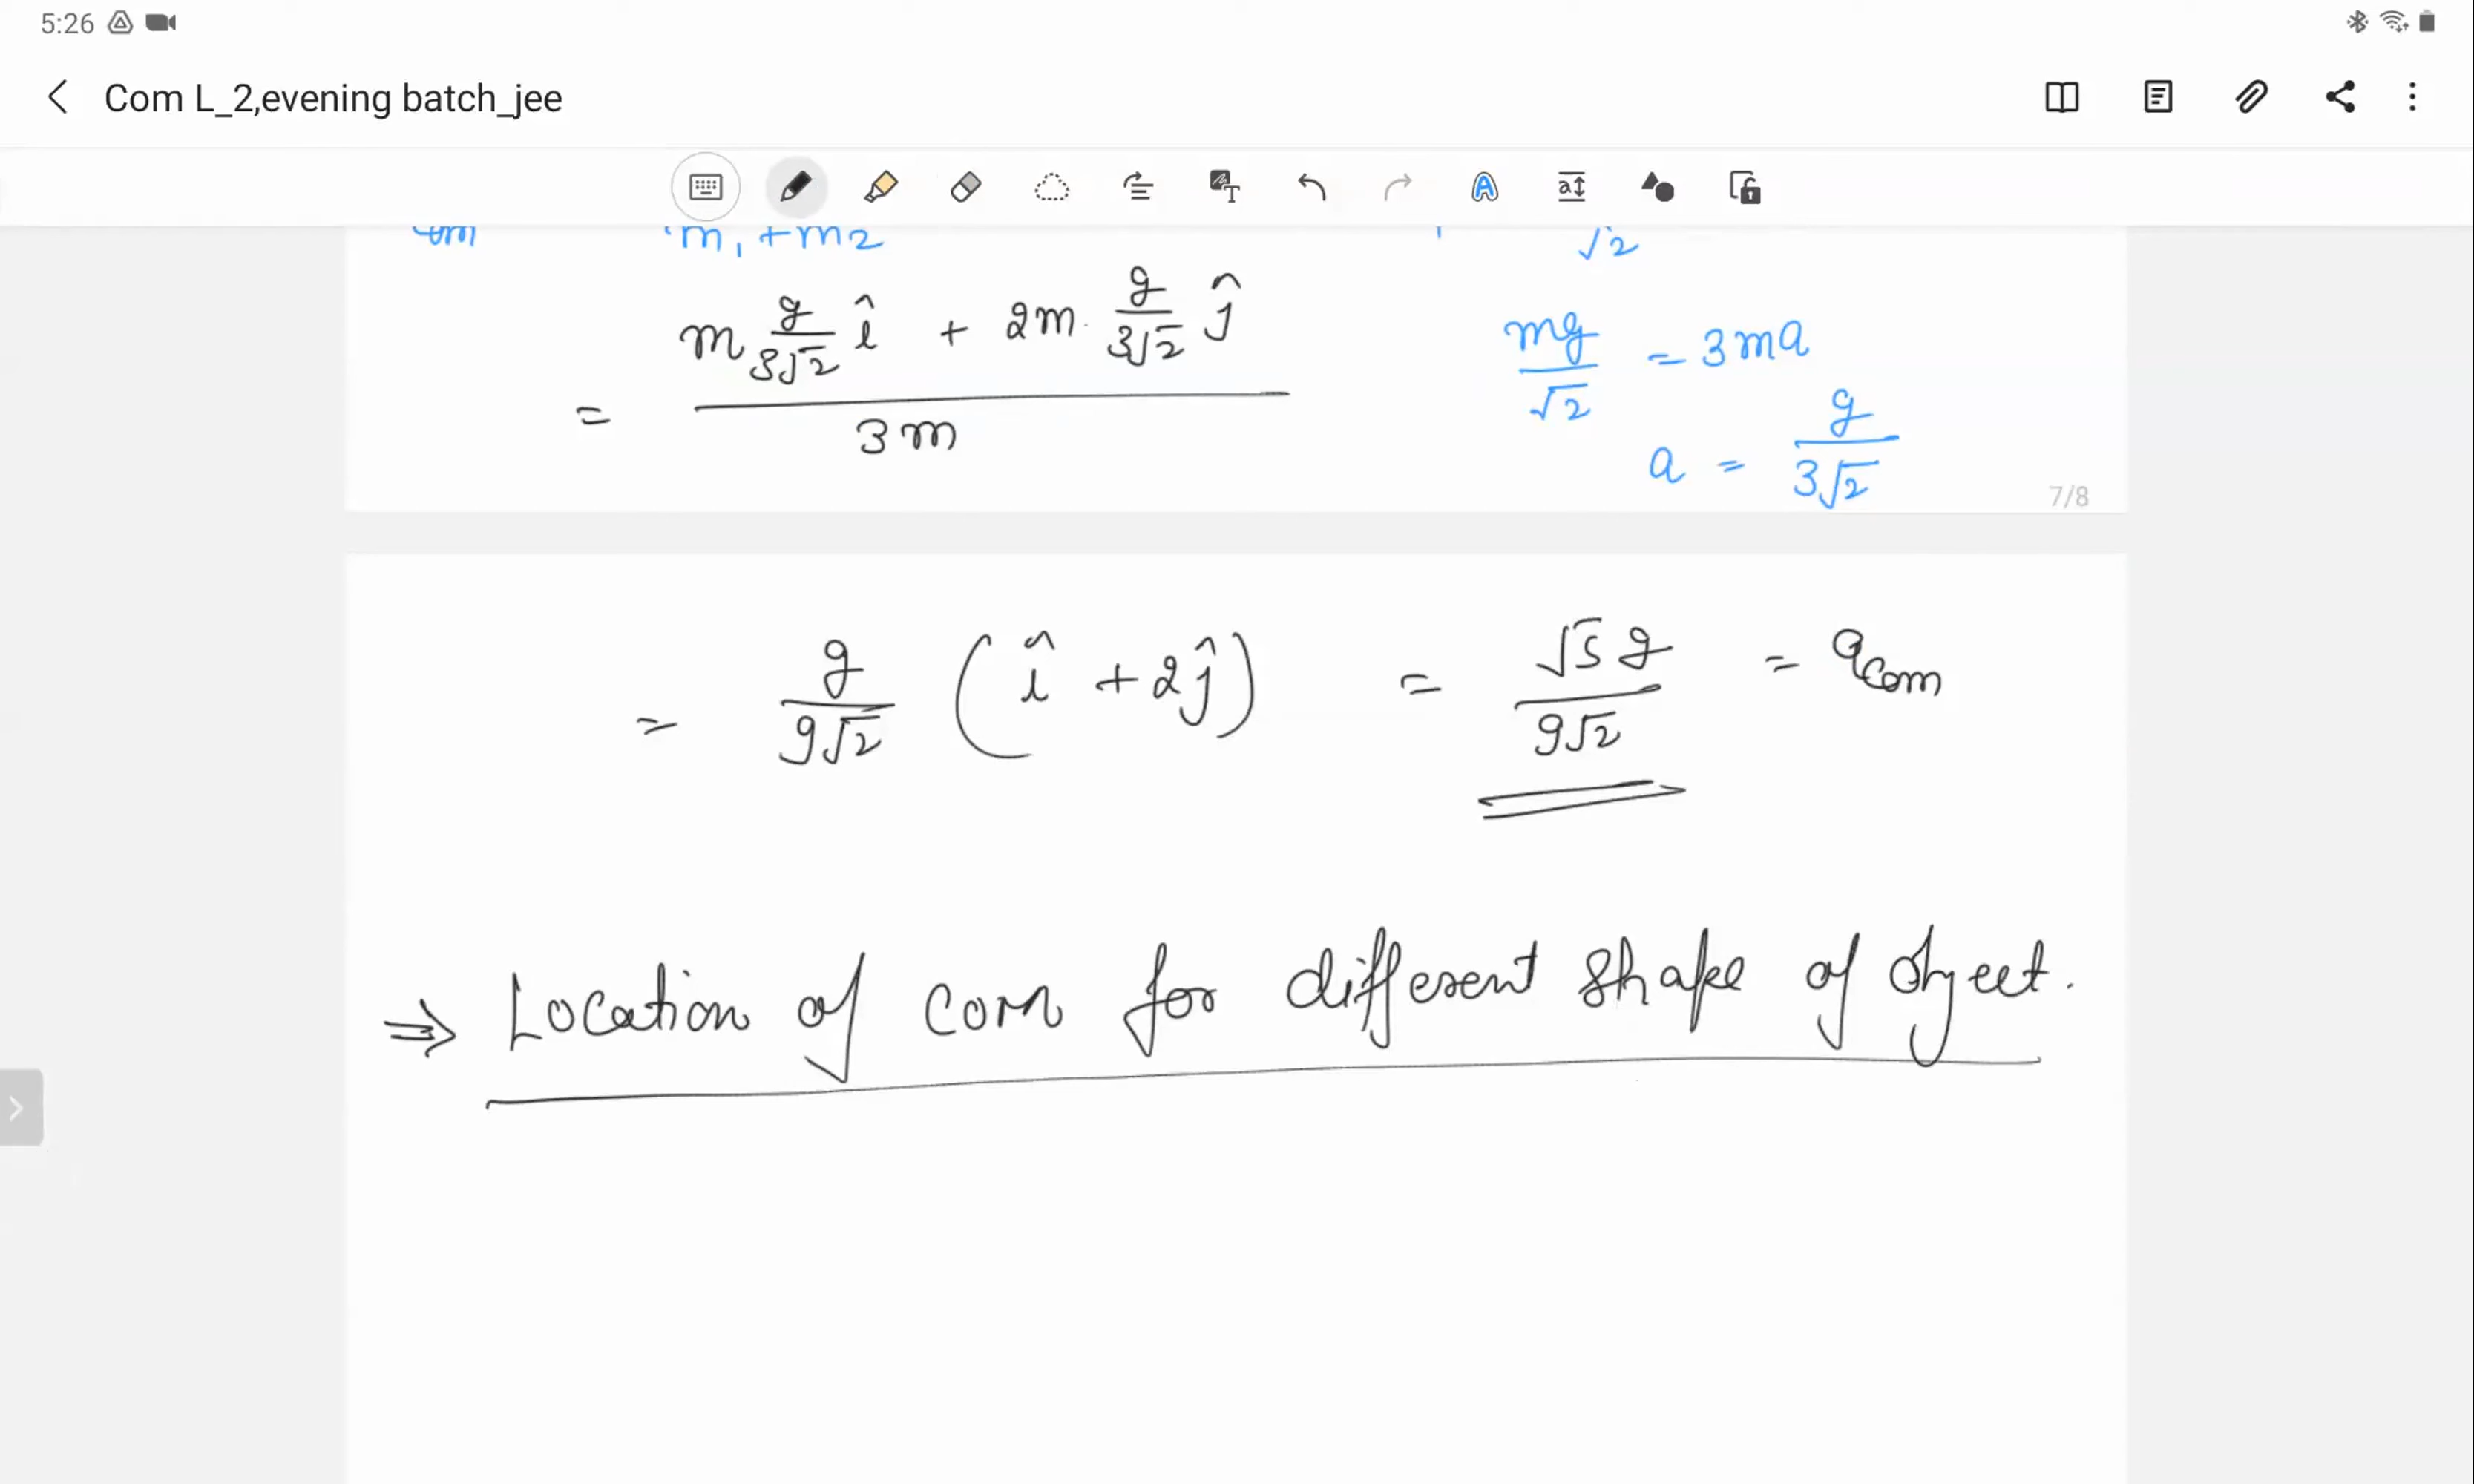 5:26
Com L_2,evening batch_jee
m₁ + m₂
√2
= (m g/(3√2) î + 2m · g/(3√2) ĵ) / 3m
mg/√2 = 3ma
a = g/(3√2)
7/8
= g/(9√2) (î + 2ĵ) = √5 g/(9√2) = a_com
⇒ Location of com for different shape of object.